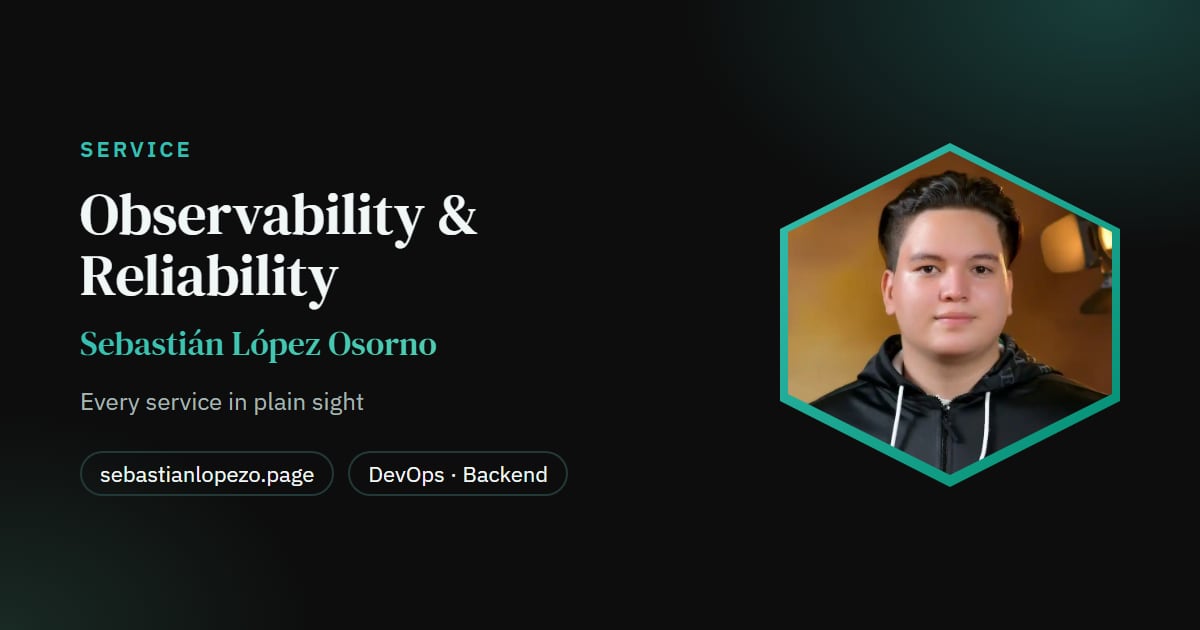 SERVICE
Observability &
Reliability
Sebastián López Osorno
Every service in plain sight
sebastianlopezo.page
DevOps · Backend